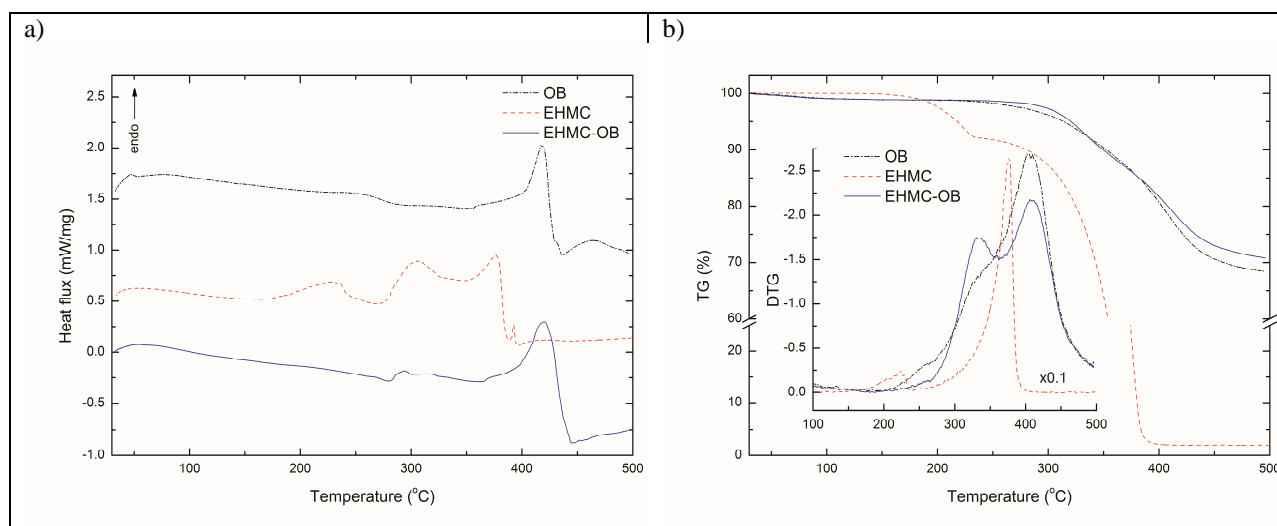 a)
endo
OB
EHMC
EHMC-OB
2.5
2.0
1.5
1.0
0.5
0.0
-0.5
-1.0
Heat flux (mW/mg)
100
200
300
400
500
Temperature (°C)
b)
100
90
80
70
60
20
10
0
TG (%)
OB
EHMC
EHMC-OB
-2.5
-2.0
-1.5
-1.0
-0.5
0.0
DTG
x0.1
100
200
300
400
500
100
200
300
400
500
Temperature (°C)